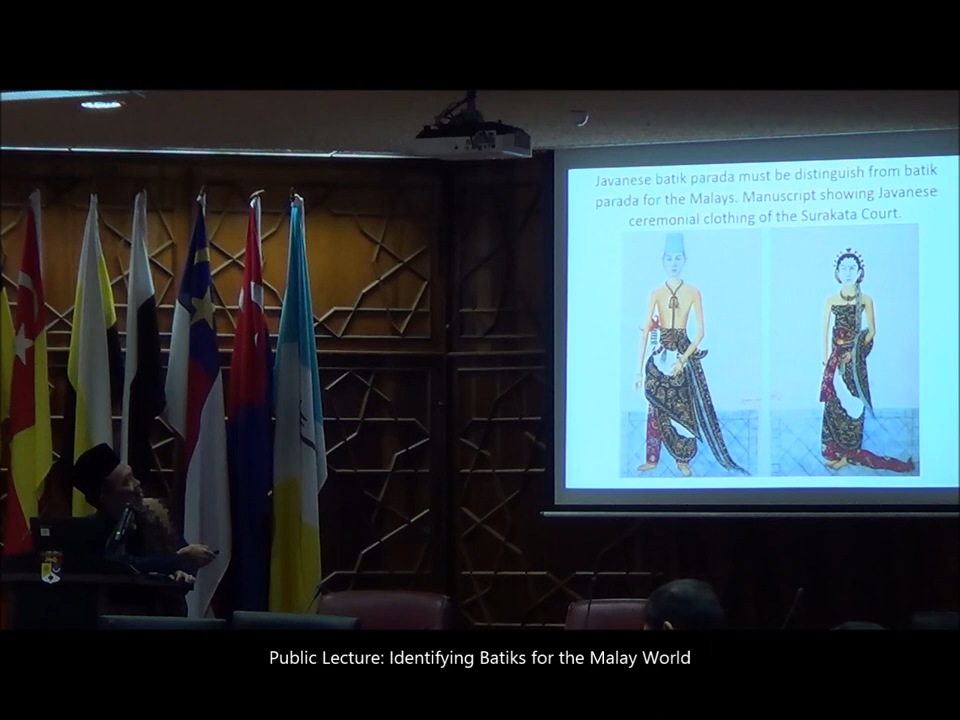 Javanese batik parada must be distinguish from batik
parada for the Malays. Manuscript showing Javanese
ceremonial clothing of the Surakata Court.
Public Lecture: Identifying Batiks for the Malay World